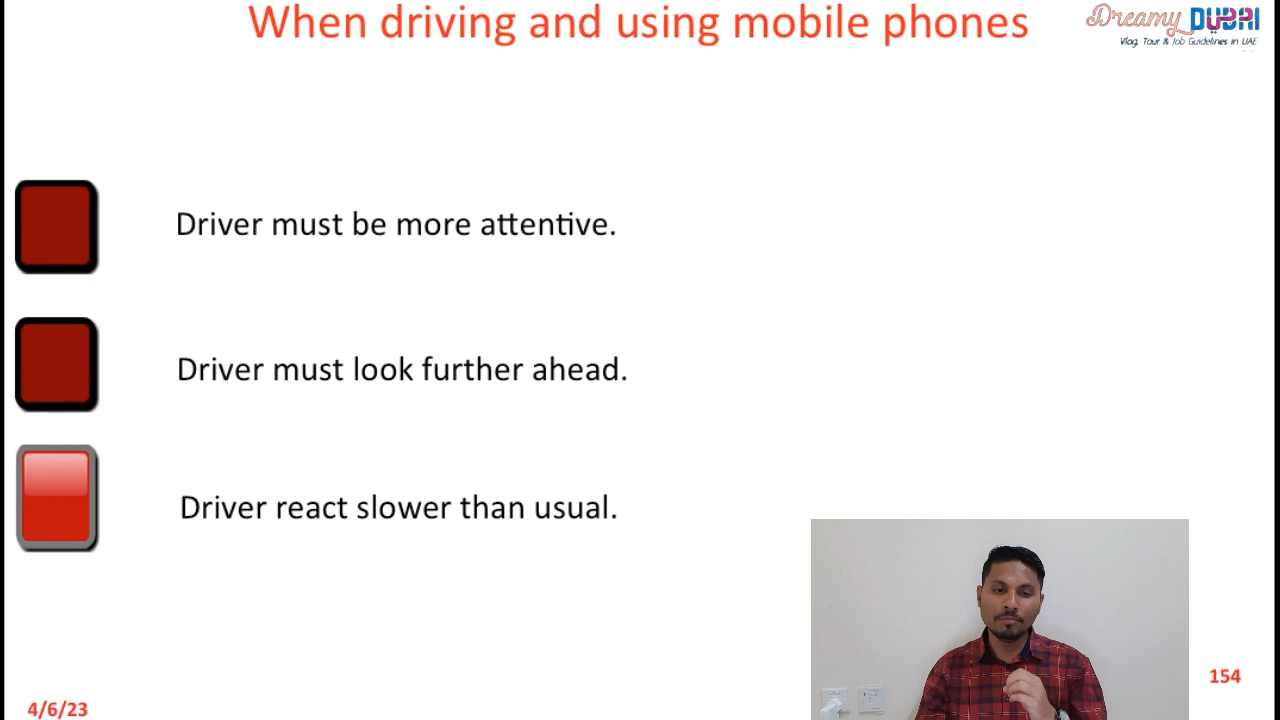 When driving and using mobile phones
Dreamy DUBAI
Vlog, Tour & Job Guidelines in UAE
Driver must be more attentive.
Driver must look further ahead.
Driver react slower than usual.
154
4/6/23